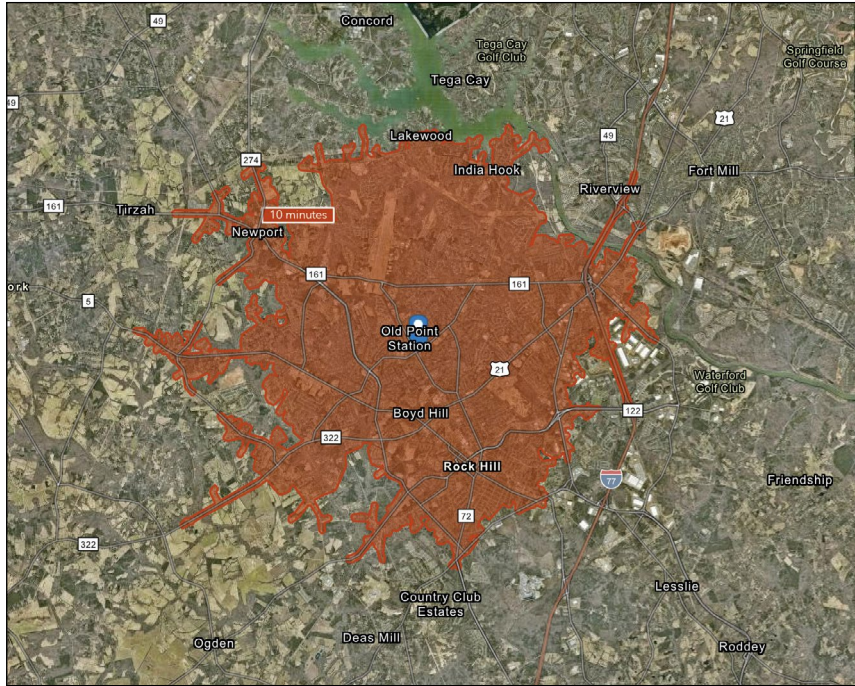 Concord
49
Tega Cay
Golf Club
Springfield
Golf Course
Tega Cay
49
21
Lakewood
49
274
India Hook
Fort Mill
Riverview
161
Tirzah
10 minutes
Newport
161
161
ork
5
Old Point
Station
21
Waterford
Golf Club
Boyd Hill
122
322
Rock Hill
77
Friendship
72
322
Lesslie
Country Club
Estates
Deas Mill
Ogden
Roddey